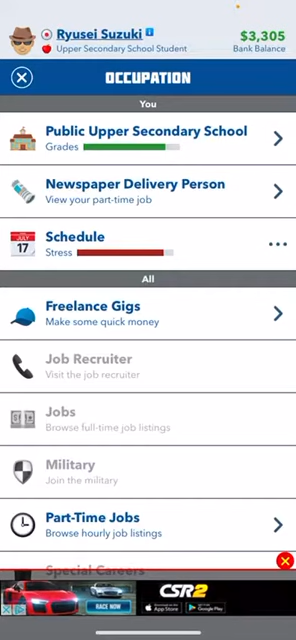 Ryusei Suzuki
$3,305
Upper Secondary School Student
Bank Balance
OCCUPATION
You
Public Upper Secondary School
Grades
Newspaper Delivery Person
View your part-time job
JULY
17
Schedule
Stress
All
Freelance Gigs
Make some quick money
Job Recruiter
Visit the job recruiter
Jobs
Browse full-time job listings
Military
Join the military
Part-Time Jobs
Browse hourly job listings
Special Careers
RACE NOW
CSR2
App Store
Google Play